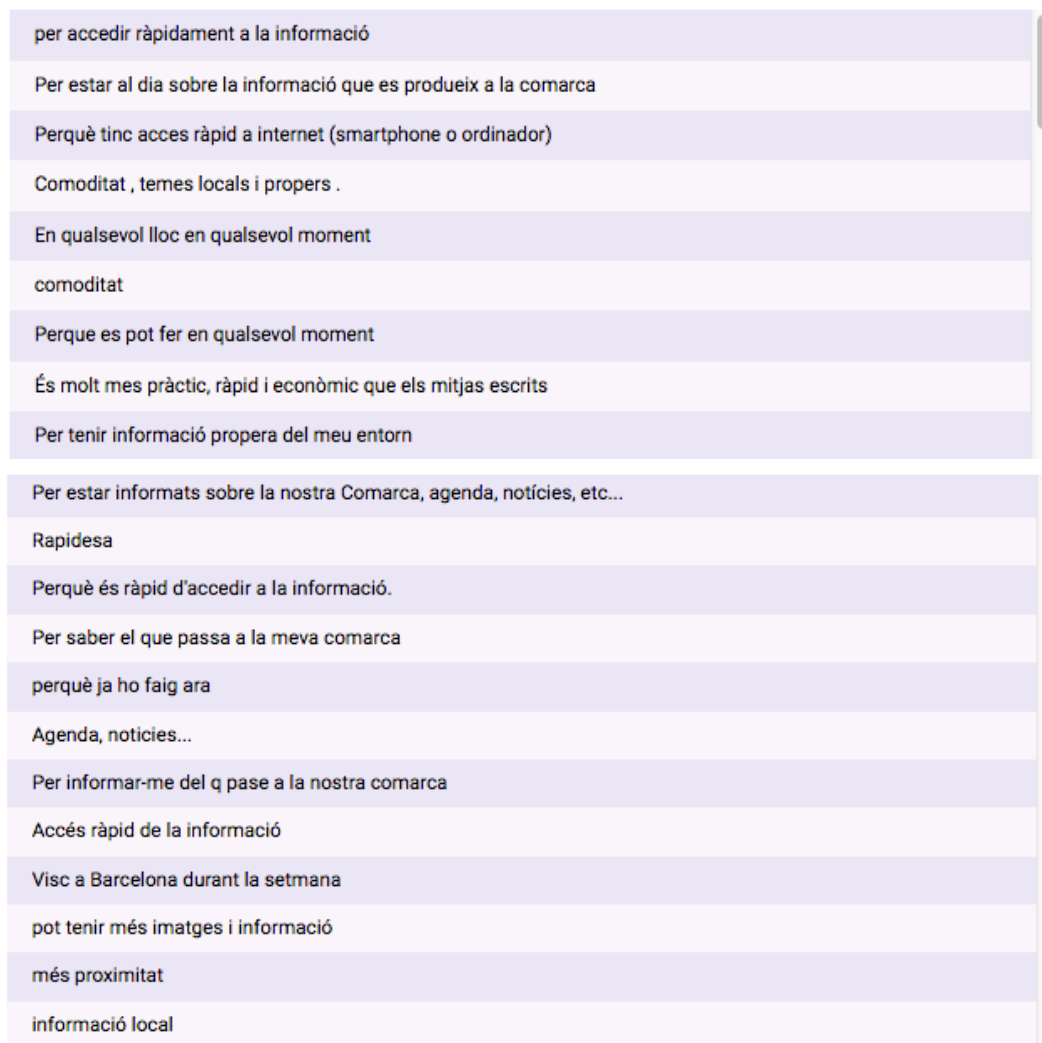 per accedir ràpidament a la informació
Per estar al dia sobre la informació que es produeix a la comarca
Perquè tinc acces ràpid a internet (smartphone o ordinador)
Comoditat , temes locals i propers .
En qualsevol lloc en qualsevol moment
comoditat
Perque es pot fer en qualsevol moment
És molt mes pràctic, ràpid i econòmic que els mitjas escrits
Per tenir informació propera del meu entorn
Per estar informats sobre la nostra Comarca, agenda, notícies, etc...
Rapidesa
Perquè és ràpid d'accedir a la informació.
Per saber el que passa a la meva comarca
perquè ja ho faig ara
Agenda, noticies...
Per informar-me del q pase a la nostra comarca
Accés ràpid de la informació
Visc a Barcelona durant la setmana
pot tenir més imatges i informació
més proximitat
informació local